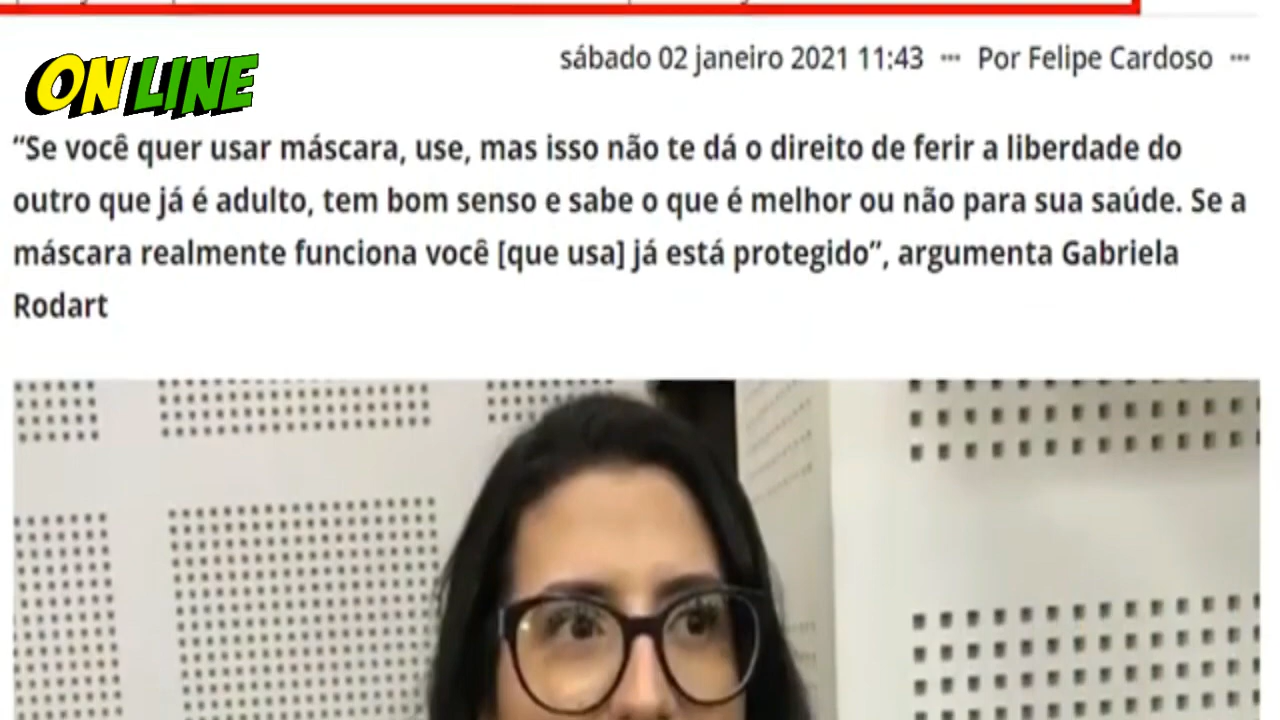 ONLINE
sábado 02 janeiro 2021 11:43 ··· Por Felipe Cardoso ···
“Se você quer usar máscara, use, mas isso não te dá o direito de ferir a liberdade do
outro que já é adulto, tem bom senso e sabe o que é melhor ou não para sua saúde. Se a
máscara realmente funciona você [que usa] já está protegido”, argumenta Gabriela
Rodart